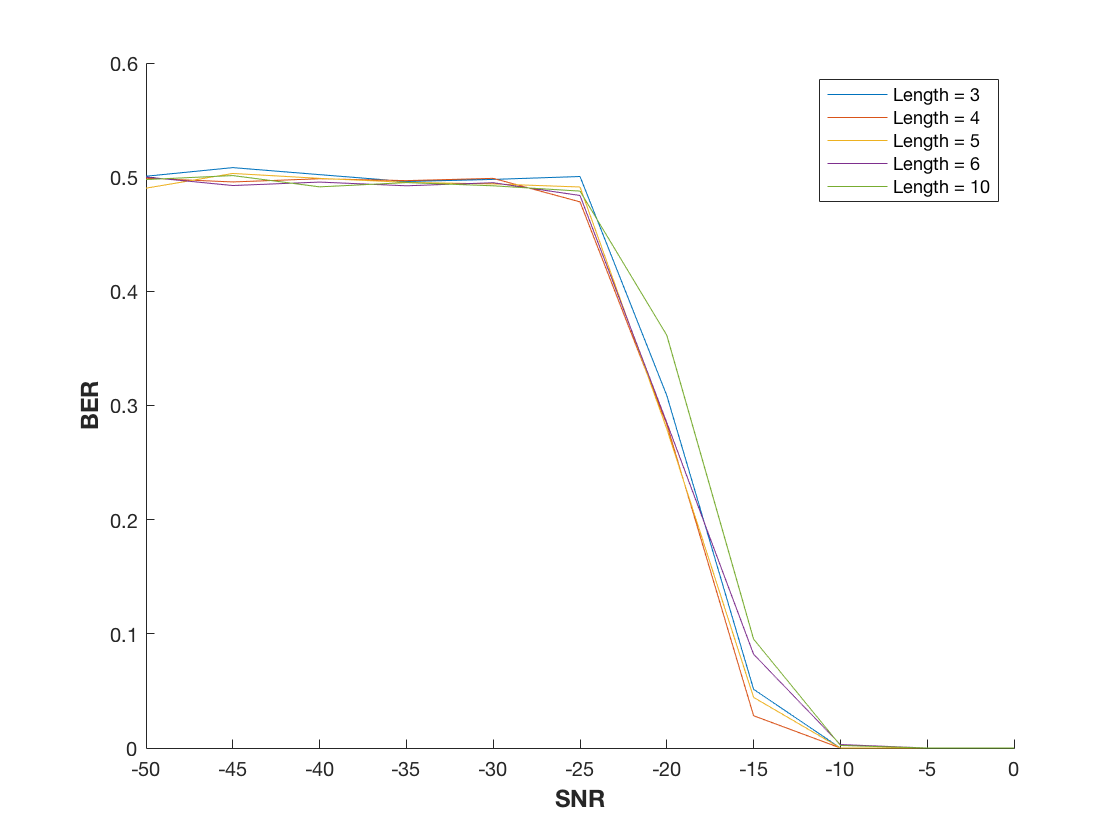 0.6
0.5
0.4
0.3
0.2
0.1
0
BER
-50 -45 -40 -35 -30 -25 -20 -15 -10 -5 0
SNR
Length = 3
Length = 4
Length = 5
Length = 6
Length = 10